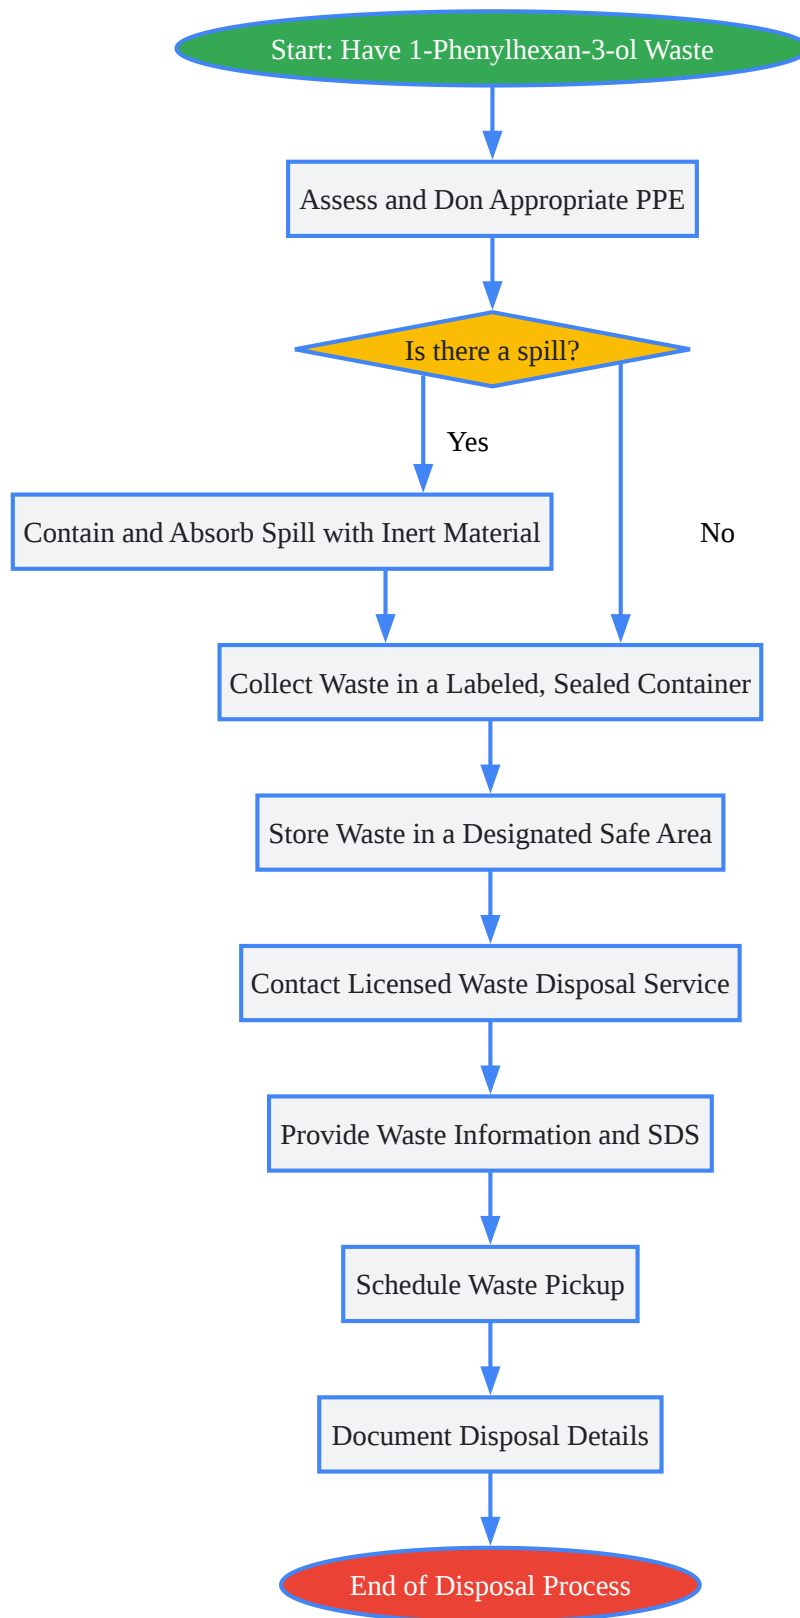 Start: Have 1-Phenylhexan-3-ol Waste
Assess and Don Appropriate PPE
Is there a spill?
Yes
Contain and Absorb Spill with Inert Material
No
Collect Waste in a Labeled, Sealed Container
Store Waste in a Designated Safe Area
Contact Licensed Waste Disposal Service
Provide Waste Information and SDS
Schedule Waste Pickup
Document Disposal Details
End of Disposal Process